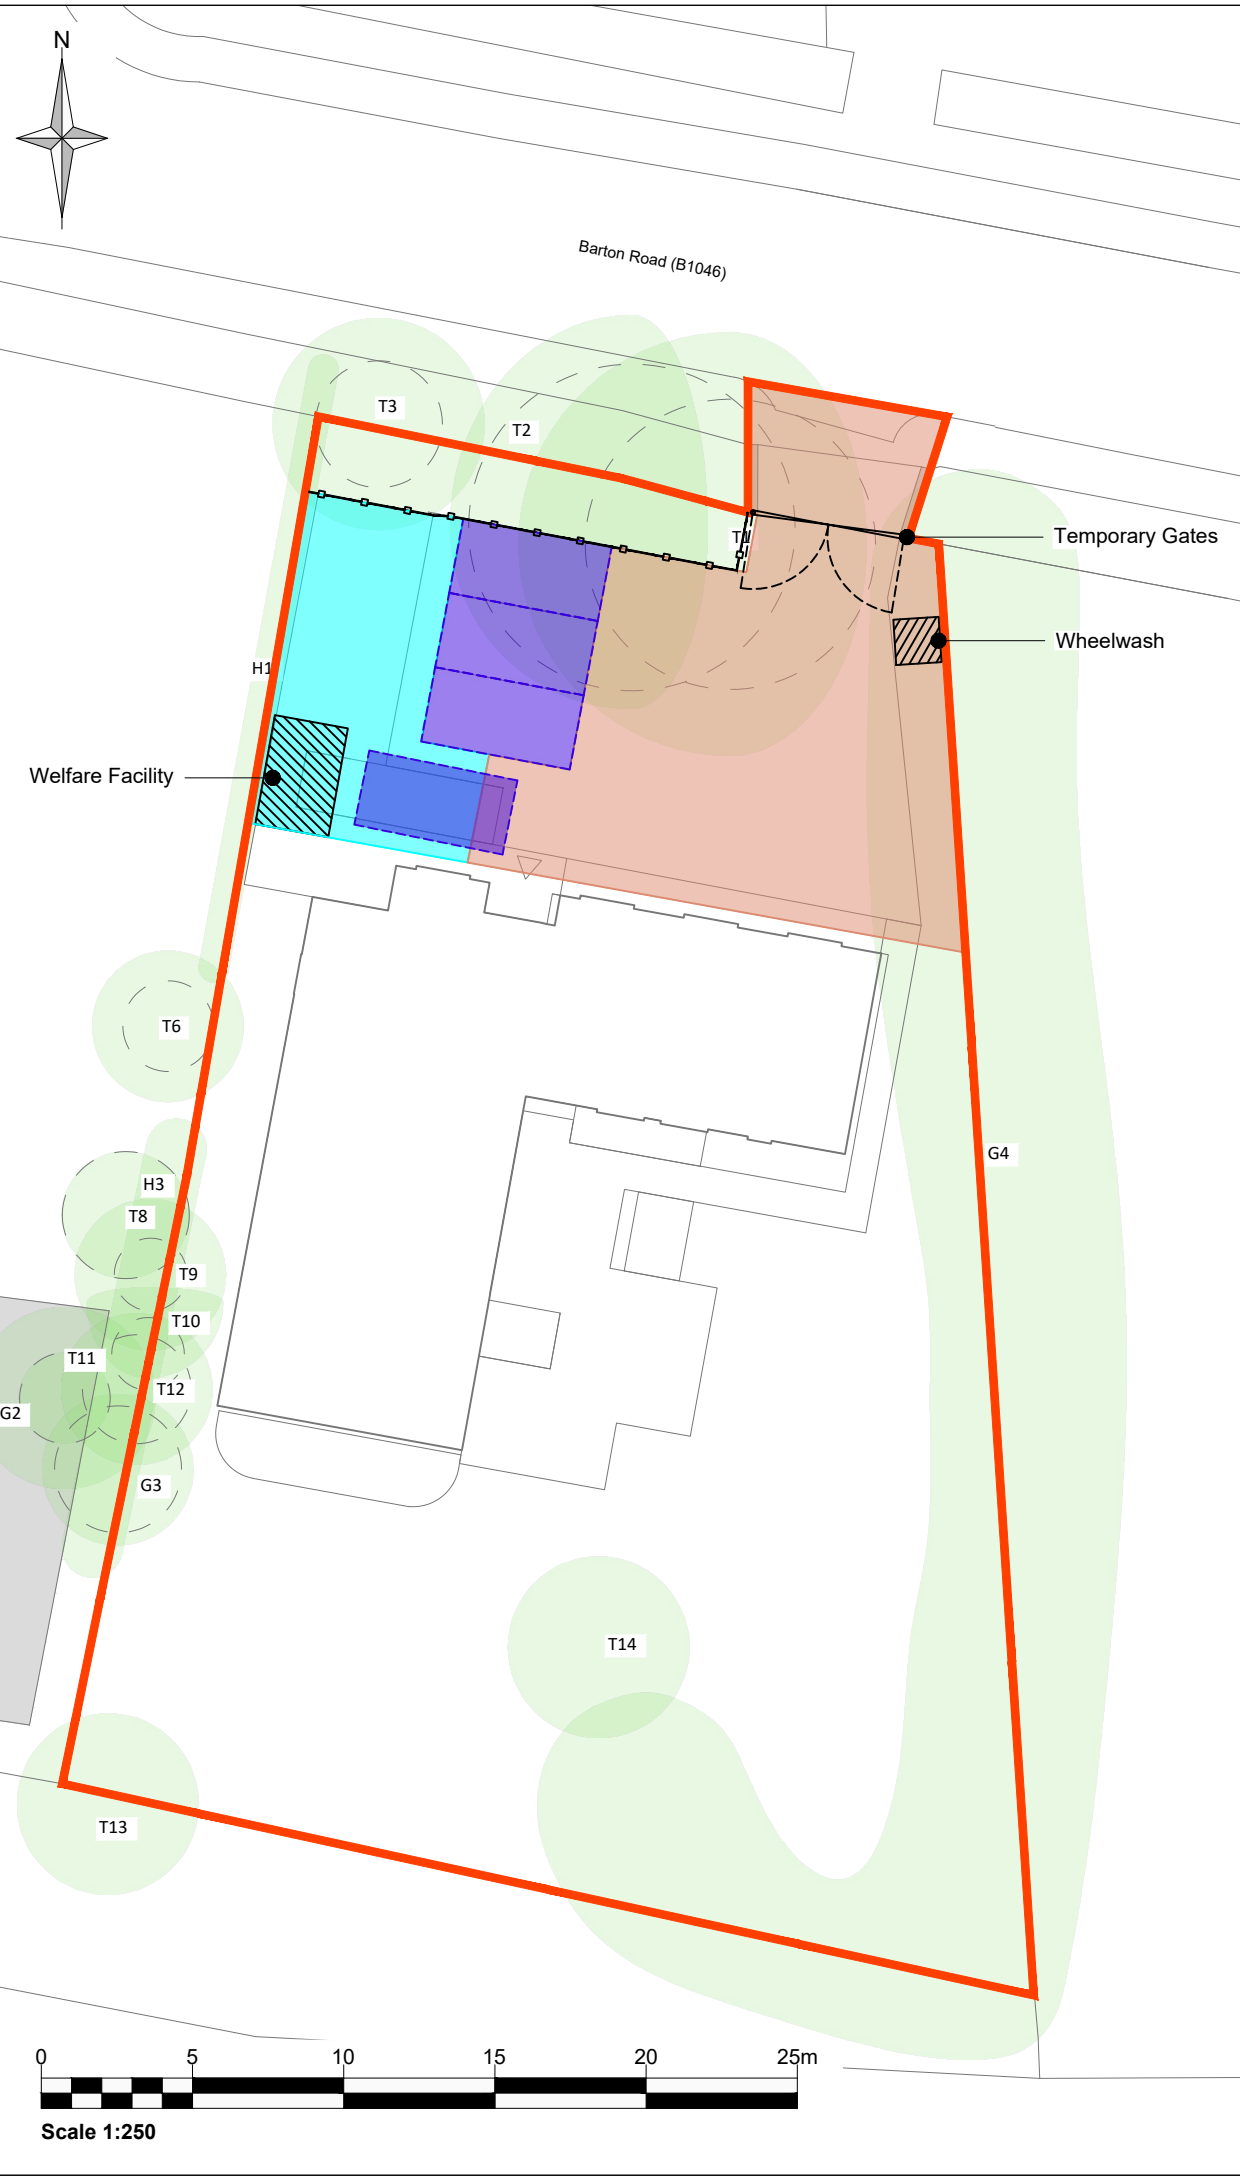 N
Barton Road (B1046)
T3
T2
T1
Temporary Gates
Wheelwash
H1
Welfare Facility
T6
G4
H3
T8
T9
T10
T11
T12
G2
G3
T14
T13
0 5 10 15 20 25m
Scale 1:250